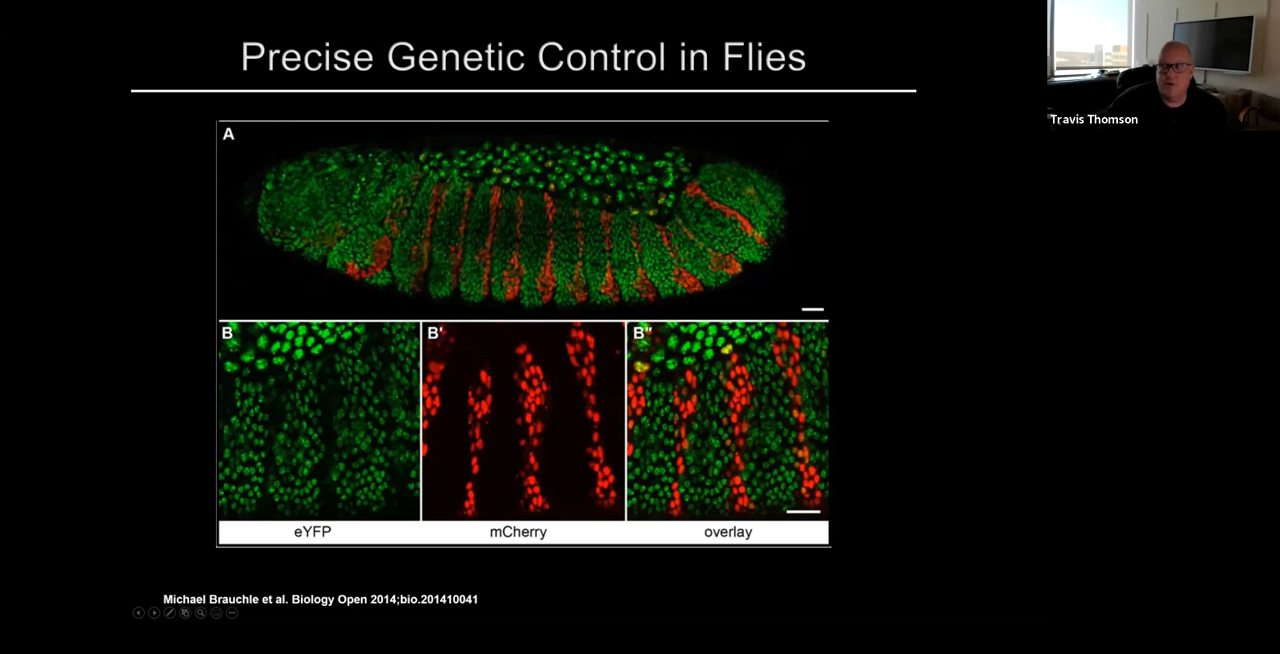 Precise Genetic Control in Flies
Travis Thomson
A
B
B′
B″
eYFP
mCherry
overlay
Michael Brauchle et al. Biology Open 2014;bio.201410041